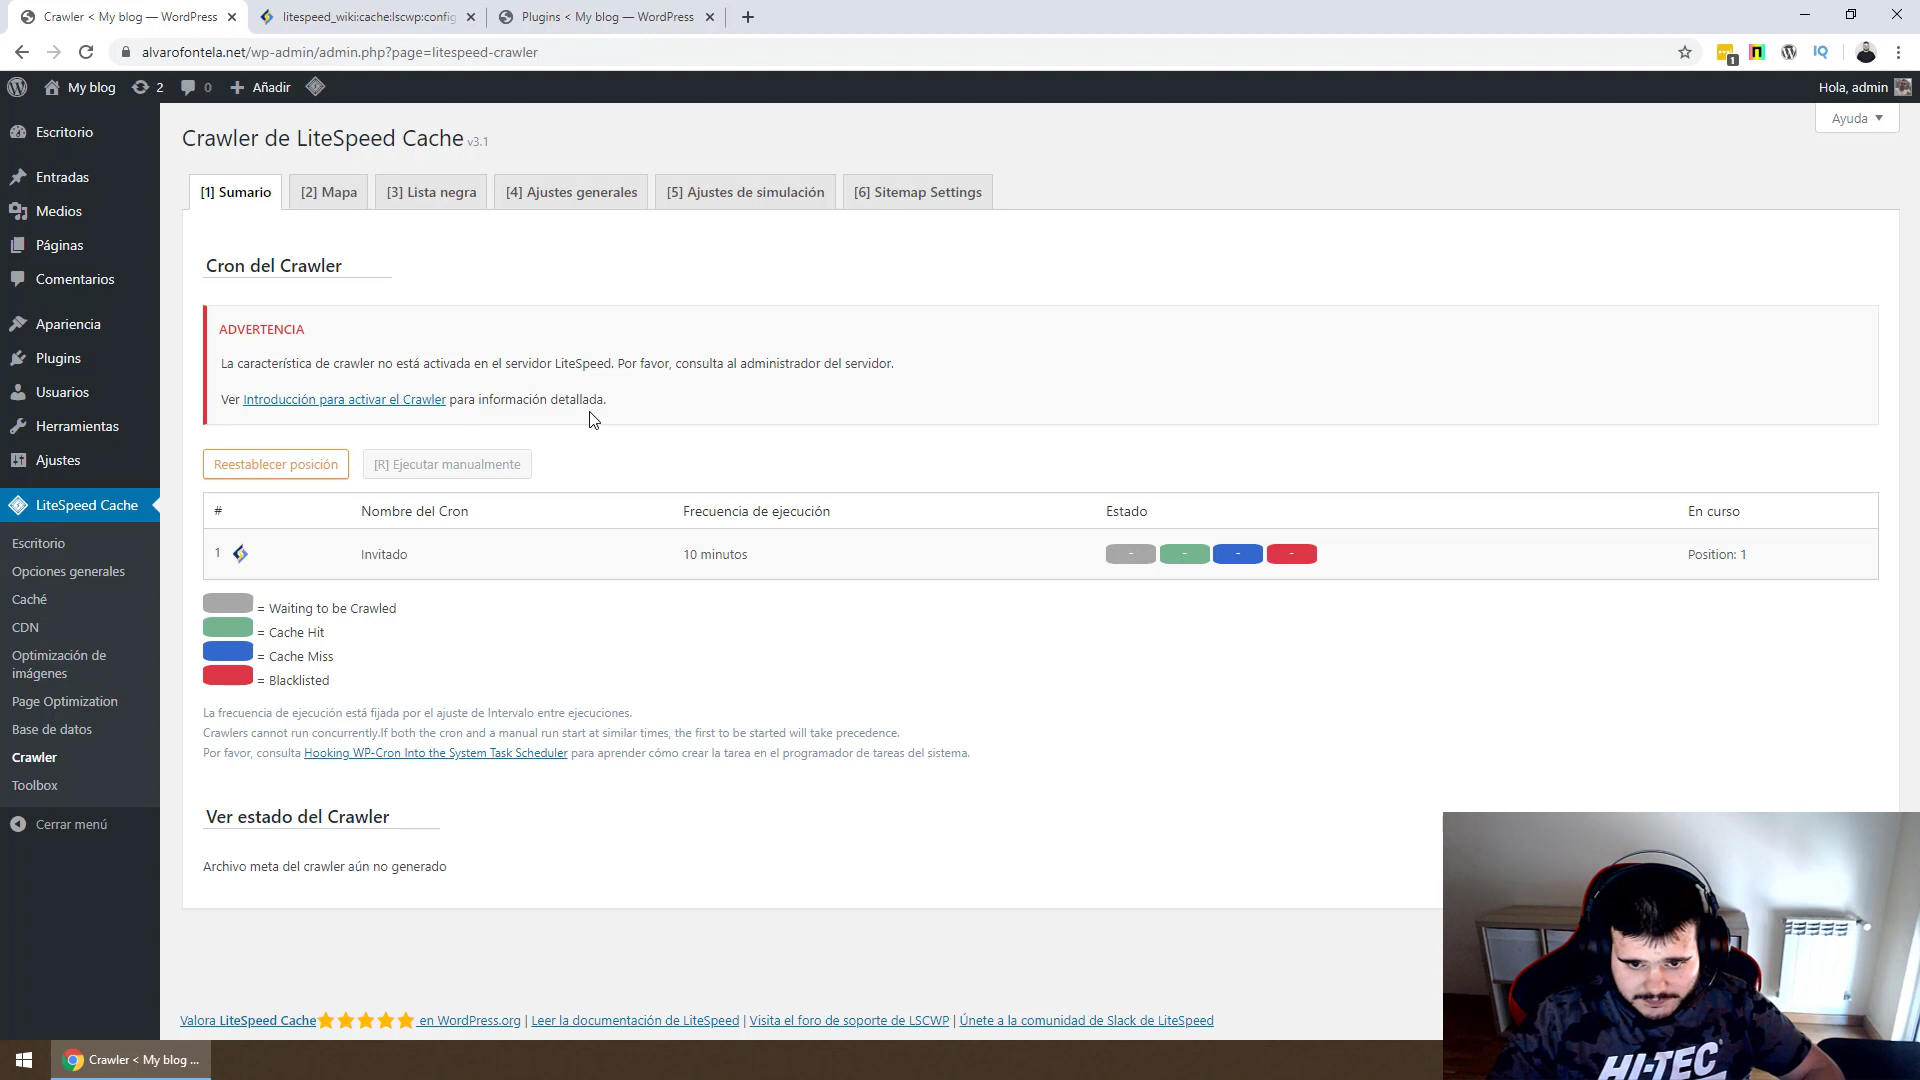 Crawler < My blog — WordPress
litespeed_wiki:cache:lscwp:config
Plugins < My blog — WordPress
alvarofontela.net/wp-admin/admin.php?page=litespeed-crawler
1
IQ
My blog
2
0
Añadir
Hola, admin
Ayuda
Escritorio
Entradas
Medios
Páginas
Comentarios
Apariencia
Plugins
Usuarios
Herramientas
Ajustes
LiteSpeed Cache
Escritorio
Opciones generales
Caché
CDN
Optimización de
imágenes
Page Optimization
Base de datos
Crawler
Toolbox
Cerrar menú
Crawler de LiteSpeed Cache v3.1
[1] Sumario
[2] Mapa
[3] Lista negra
[4] Ajustes generales
[5] Ajustes de simulación
[6] Sitemap Settings
Cron del Crawler
ADVERTENCIA
La característica de crawler no está activada en el servidor LiteSpeed. Por favor, consulta al administrador del servidor.
Ver Introducción para activar el Crawler para información detallada.
Reestablecer posición
[R] Ejecutar manualmente
# Nombre del Cron Frecuencia de ejecución Estado En curso
1 Invitado 10 minutos - - - - Position: 1
= Waiting to be Crawled
= Cache Hit
= Cache Miss
= Blacklisted
La frecuencia de ejecución está fijada por el ajuste de Intervalo entre ejecuciones.
Crawlers cannot run concurrently.If both the cron and a manual run start at similar times, the first to be started will take precedence.
Por favor, consulta Hooking WP-Cron Into the System Task Scheduler para aprender cómo crear la tarea en el programador de tareas del sistema.
Ver estado del Crawler
Archivo meta del crawler aún no generado
Valora LiteSpeed Cache en WordPress.org | Leer la documentación de LiteSpeed | Visita el foro de soporte de LSCWP | Únete a la comunidad de Slack de LiteSpeed
Crawler < My blog ...
HI-TEC